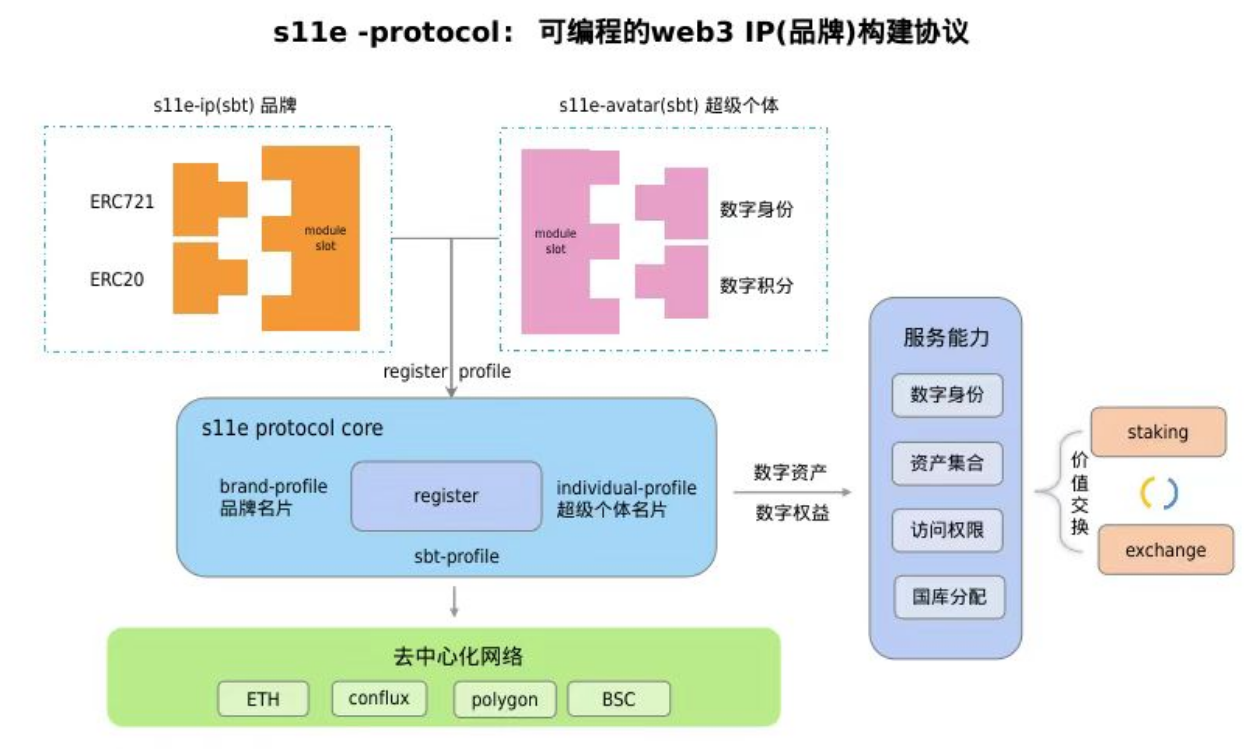 s11e -protocol： 可编程的web3 IP(品牌)构建协议
s11e-ip(sbt) 品牌
s11e-avatar(sbt) 超级个体
ERC721
ERC20
module
slot
module
slot
数字身份
数字积分
register profile
s11e protocol core
brand-profile
品牌名片
register
individual-profile
超级个体名片
sbt-profile
数字资产
数字权益
服务能力
数字身份
资产集合
访问权限
国库分配
价
值
交
换
staking
exchange
去中心化网络
ETH
conflux
polygon
BSC